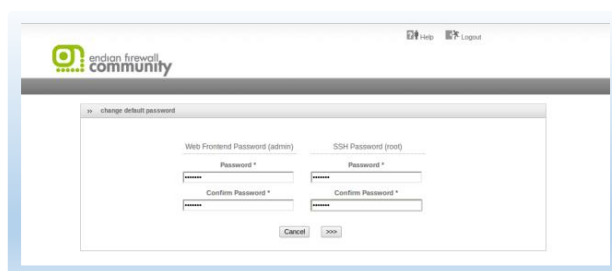 Help Logout
endian firewall
community
>> change default password
Web Frontend Password (admin) SSH Password (root)
Password * Password *
••••••• •••••••
Confirm Password * Confirm Password *
••••••• •••••••
Cancel >>>